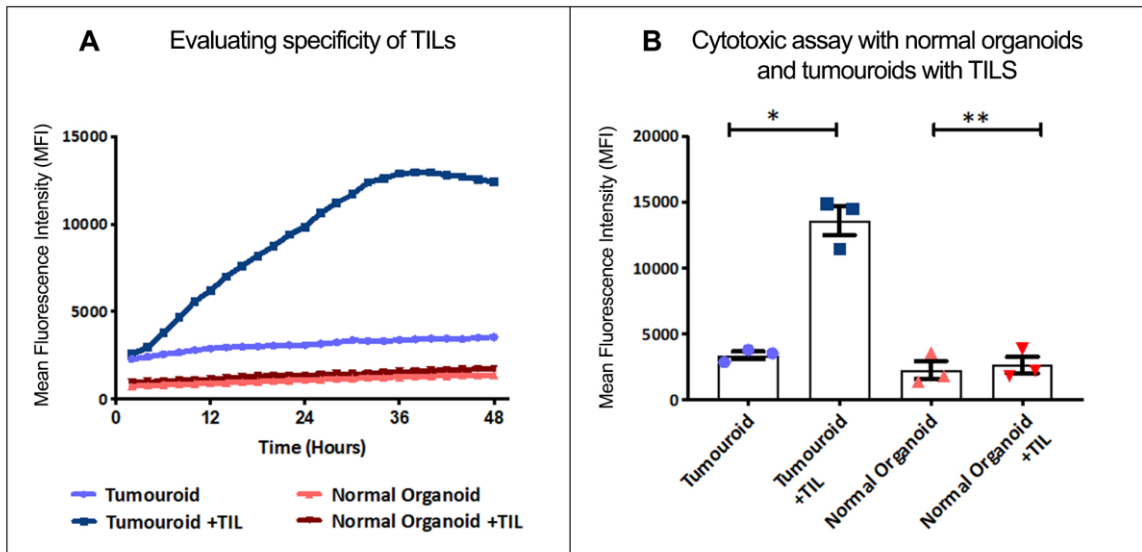 A Evaluating specificity of TILs
Mean Fluorescence Intensity (MFI)
15000
10000
5000
0
0 12 24 36 48
Time (Hours)
Tumouroid
Tumouroid +TIL
Normal Organoid
Normal Organoid +TIL
B Cytotoxic assay with normal organoids
and tumouroids with TILS
Mean Fluorescence Intensity (MFI)
20000
15000
10000
5000
0
* **
Tumouroid
Tumouroid
+TIL
Normal Organoid
Normal Organoid
+TIL